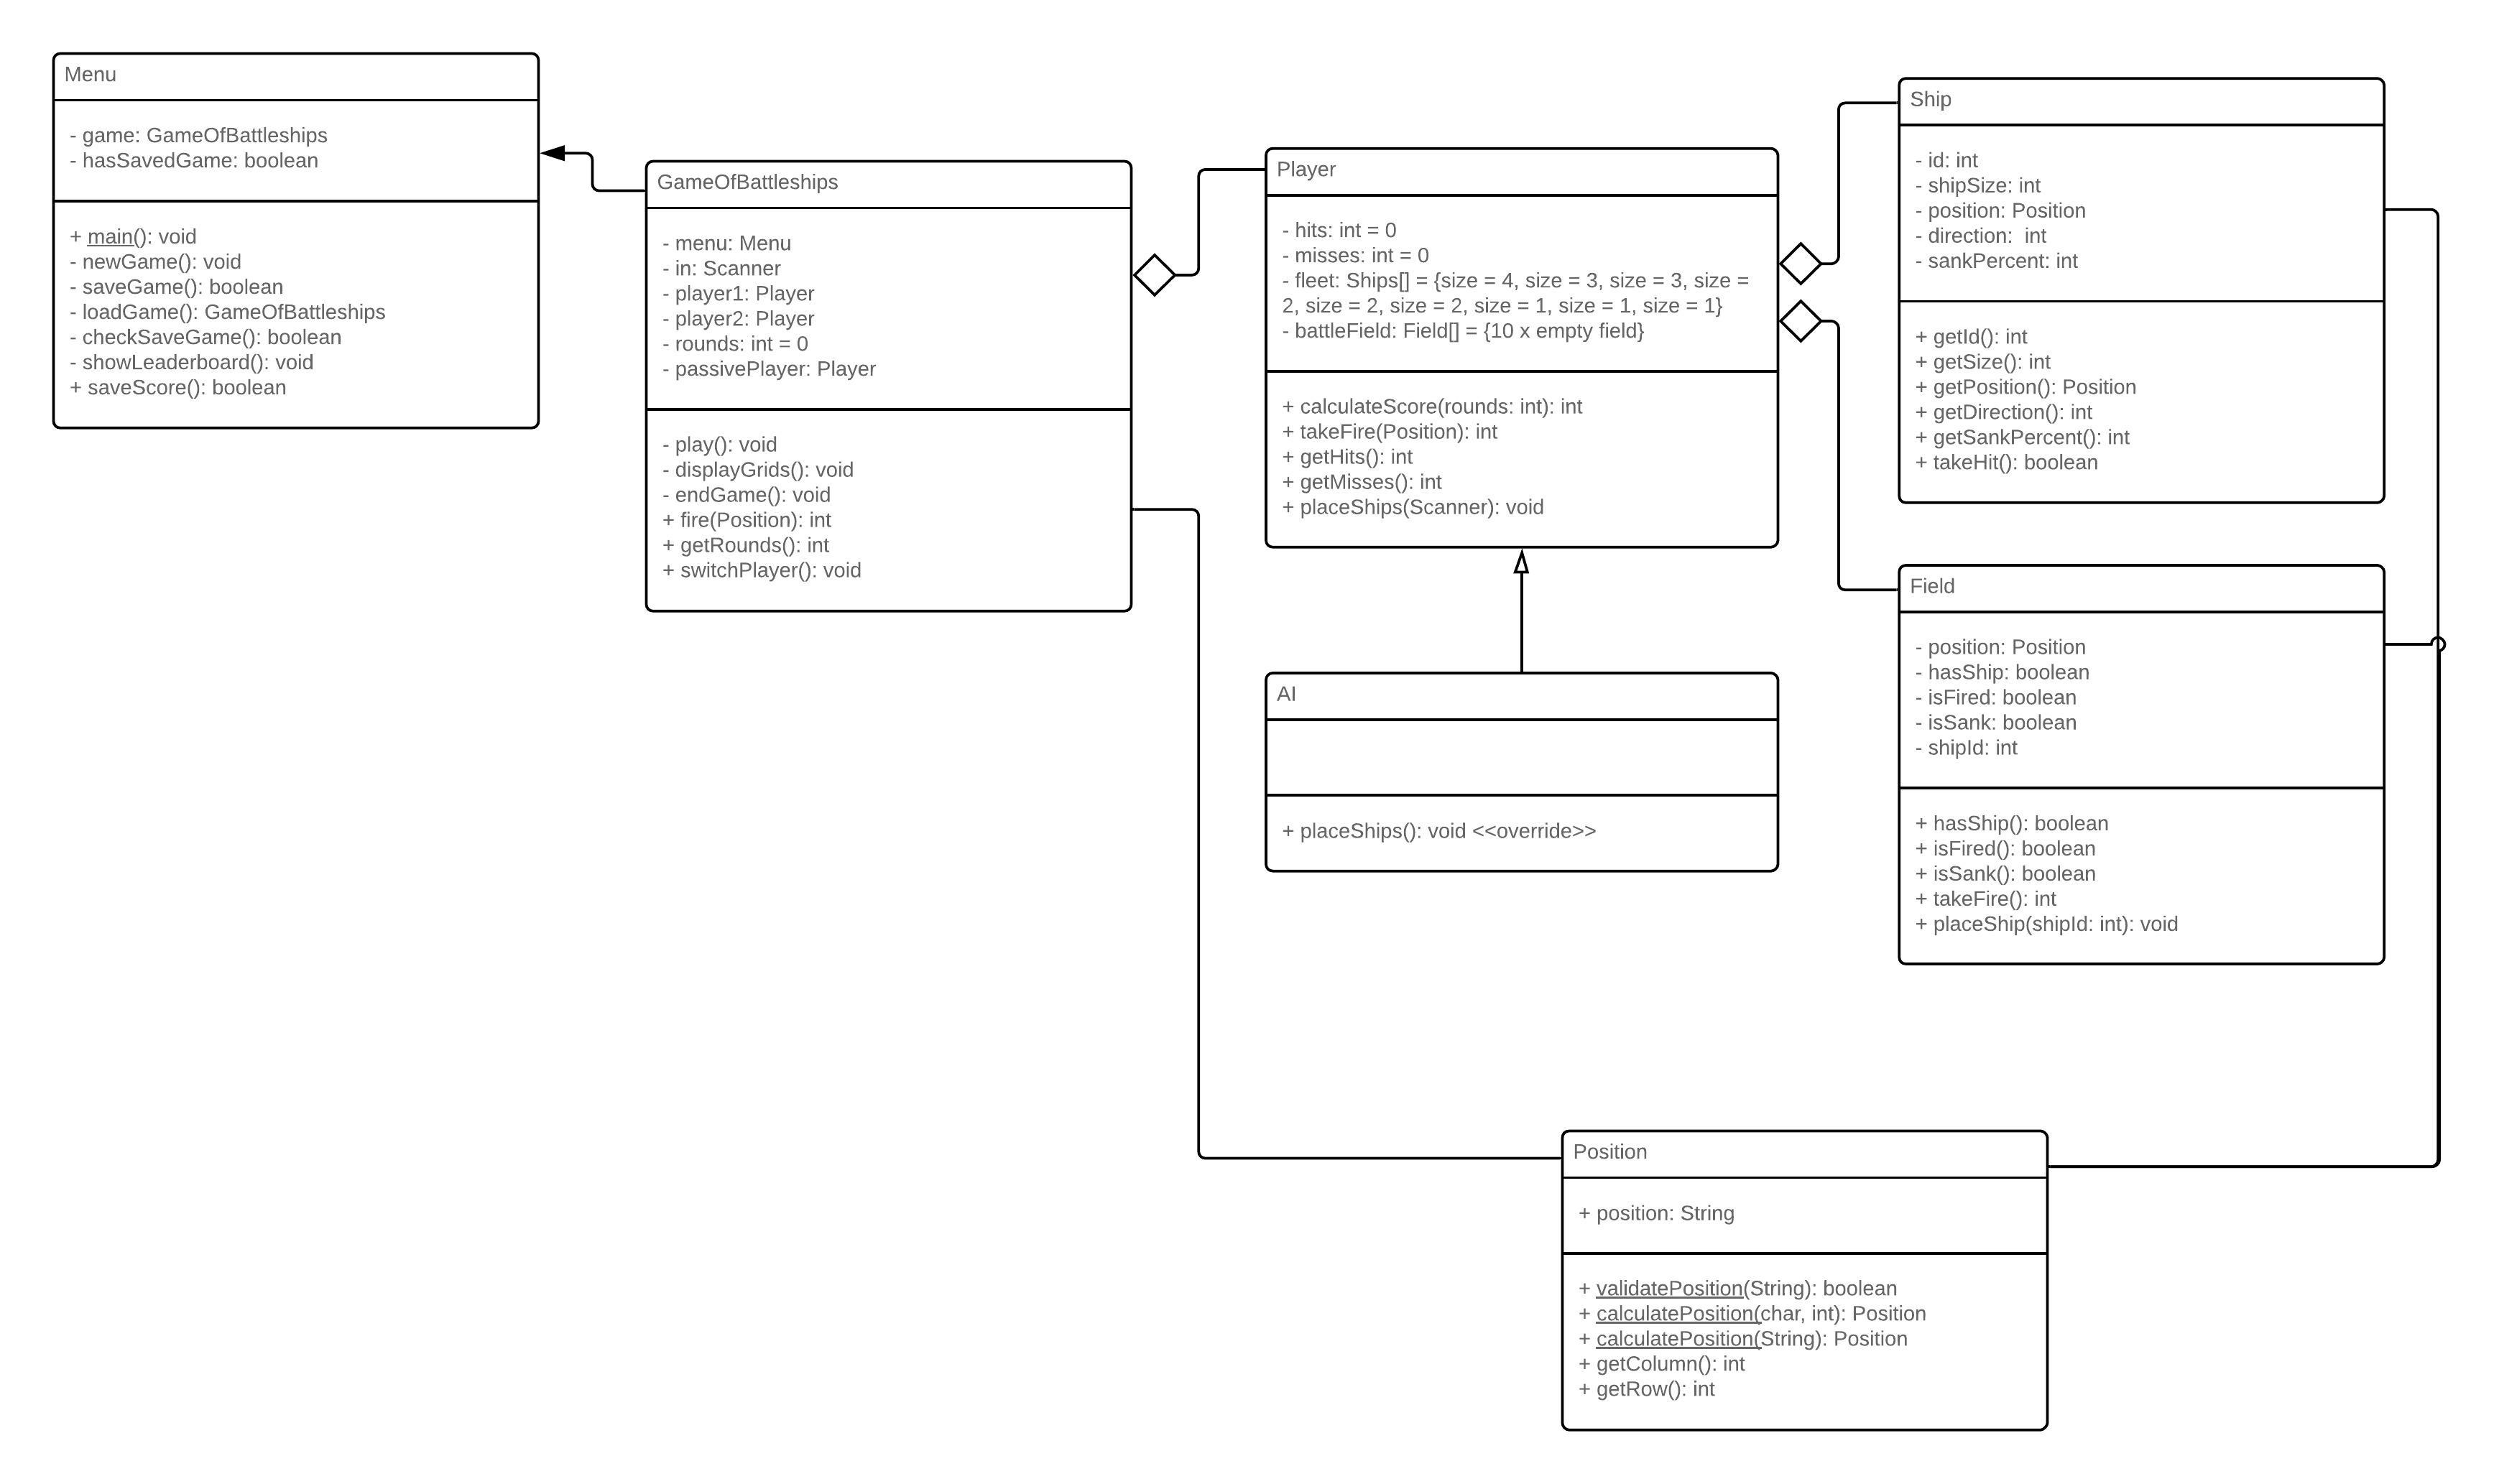 Menu
- game: GameOfBattleships
- hasSavedGame: boolean
+ main(): void
- newGame(): void
- saveGame(): boolean
- loadGame(): GameOfBattleships
- checkSaveGame(): boolean
- showLeaderboard(): void
+ saveScore(): boolean
GameOfBattleships
- menu: Menu
- in: Scanner
- player1: Player
- player2: Player
- rounds: int = 0
- passivePlayer: Player
- play(): void
- displayGrids(): void
- endGame(): void
+ fire(Position): int
+ getRounds(): int
+ switchPlayer(): void
Player
- hits: int = 0
- misses: int = 0
- fleet: Ships[] = {size = 4, size = 3, size = 3, size =
2, size = 2, size = 2, size = 1, size = 1, size = 1}
- battleField: Field[] = {10 x empty field}
+ calculateScore(rounds: int): int
+ takeFire(Position): int
+ getHits(): int
+ getMisses(): int
+ placeShips(Scanner): void
AI
+ placeShips(): void <<override>>
Ship
- id: int
- shipSize: int
- position: Position
- direction:  int
- sankPercent: int
+ getId(): int
+ getSize(): int
+ getPosition(): Position
+ getDirection(): int
+ getSankPercent(): int
+ takeHit(): boolean
Field
- position: Position
- hasShip: boolean
- isFired: boolean
- isSank: boolean
- shipId: int
+ hasShip(): boolean
+ isFired(): boolean
+ isSank(): boolean
+ takeFire(): int
+ placeShip(shipId: int): void
Position
+ position: String
+ validatePosition(String): boolean
+ calculatePosition(char, int): Position
+ calculatePosition(String): Position
+ getColumn(): int
+ getRow(): int